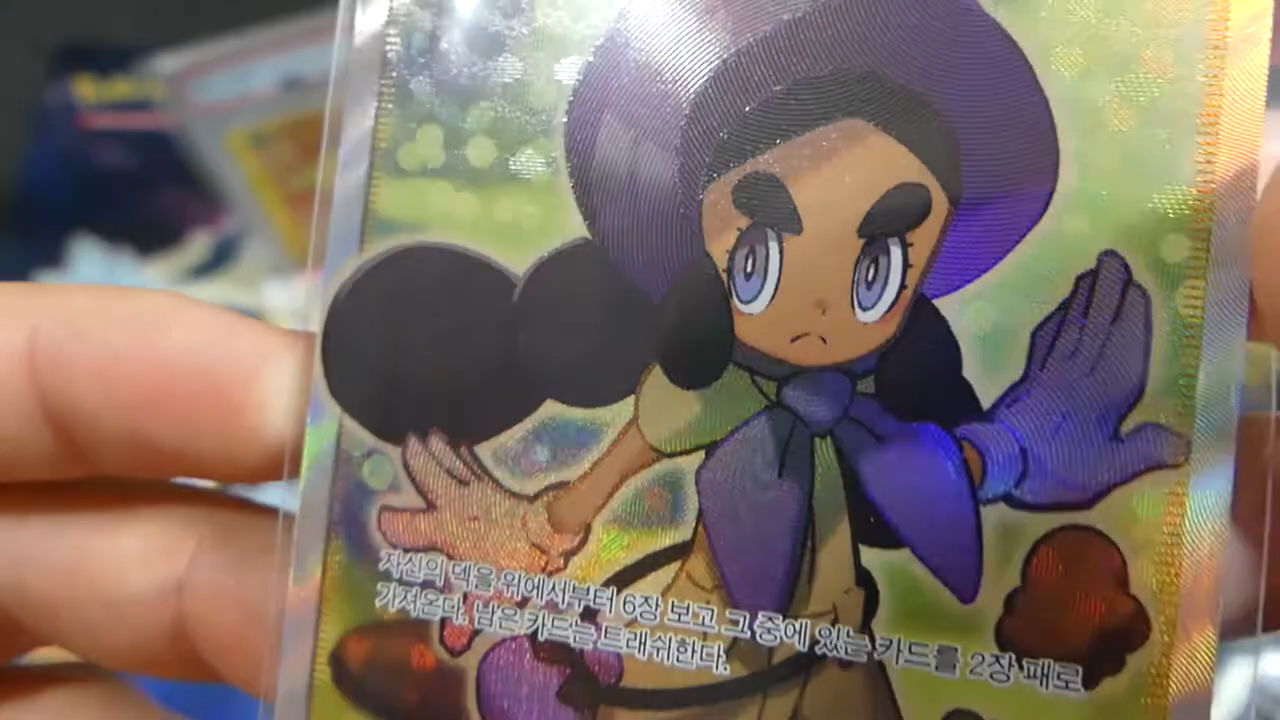 자신의 덱을 위에서부터 6장 보고 그 중에 있는 카드를 2장 패로
가져온다. 남은 카드는 트래쉬한다.